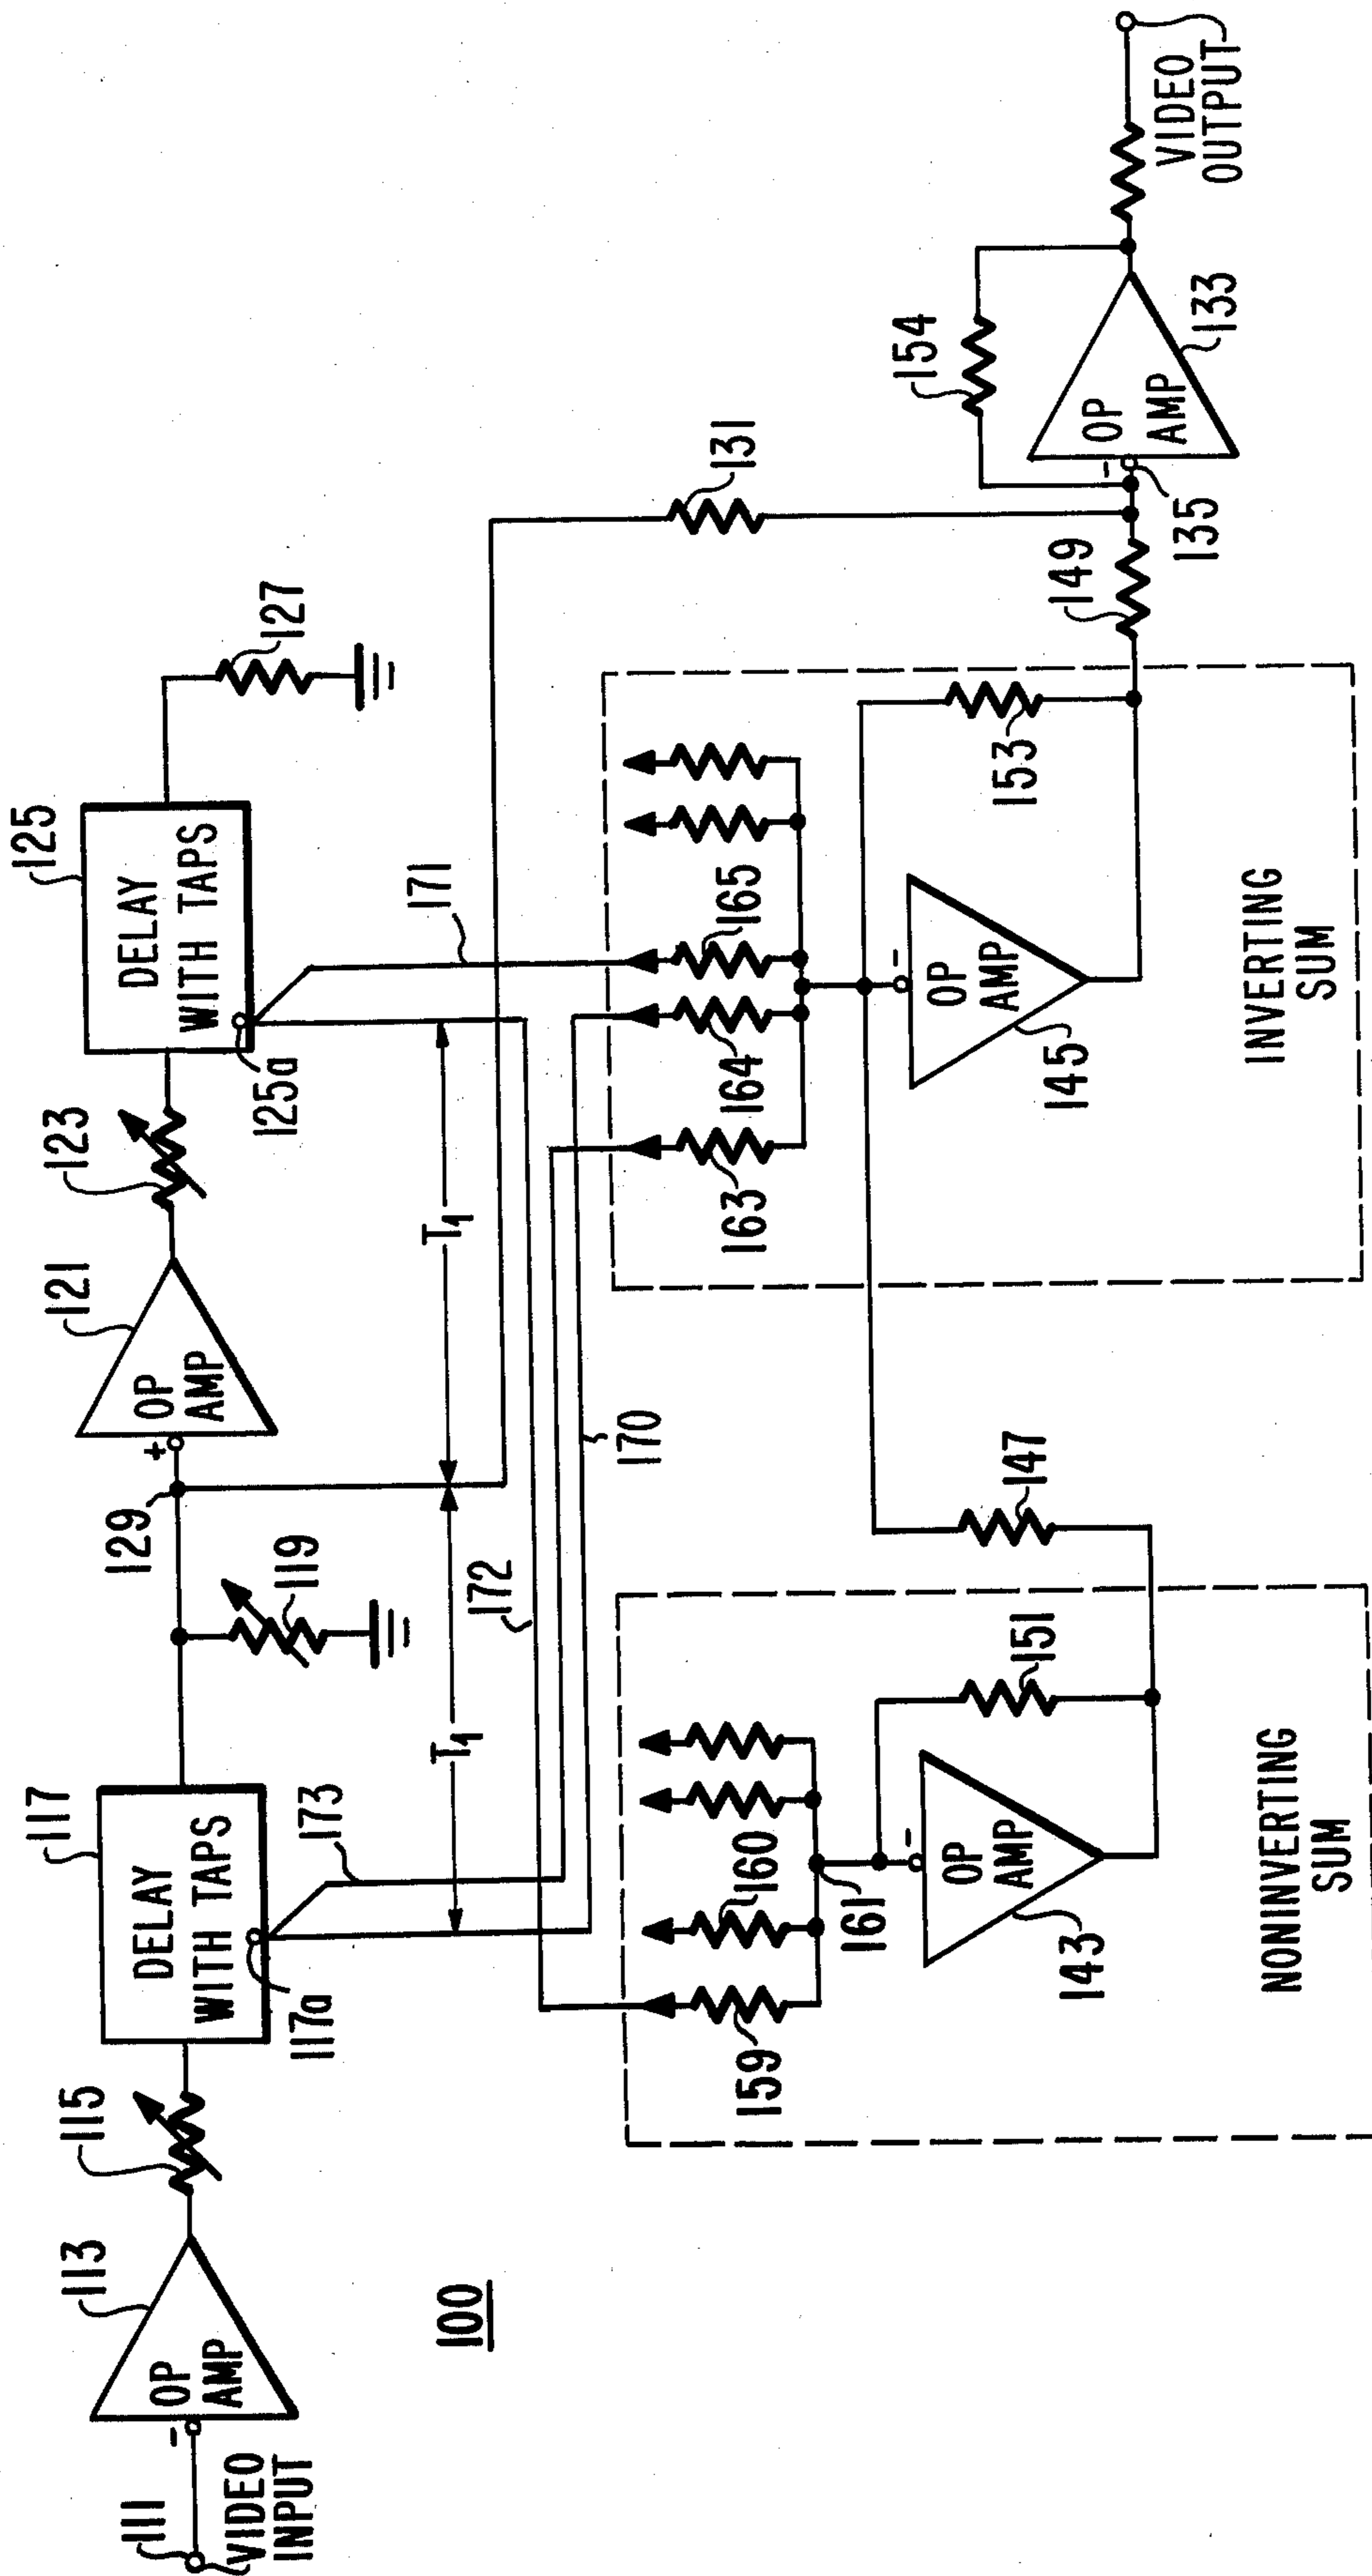 111
VIDEO
INPUT
113
-
OP
AMP
115
117
DELAY
WITH TAPS
117a
173
119
129
+
OP
AMP
121
123
125
DELAY
WITH TAPS
125a
171
127
T1
T1
172
170
131
100
159
160
161
-
OP
AMP
143
151
NONINVERTING
SUM
147
163
164
165
-
OP
AMP
145
153
INVERTING
SUM
149
135
-
OP
AMP
133
154
VIDEO
OUTPUT